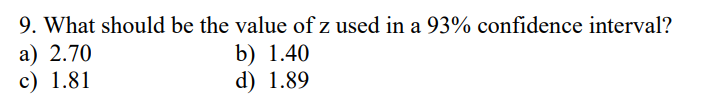 9. What should be the value of z used in a 93% confidence interval?
a) 2.70 b) 1.40
c) 1.81 d) 1.89